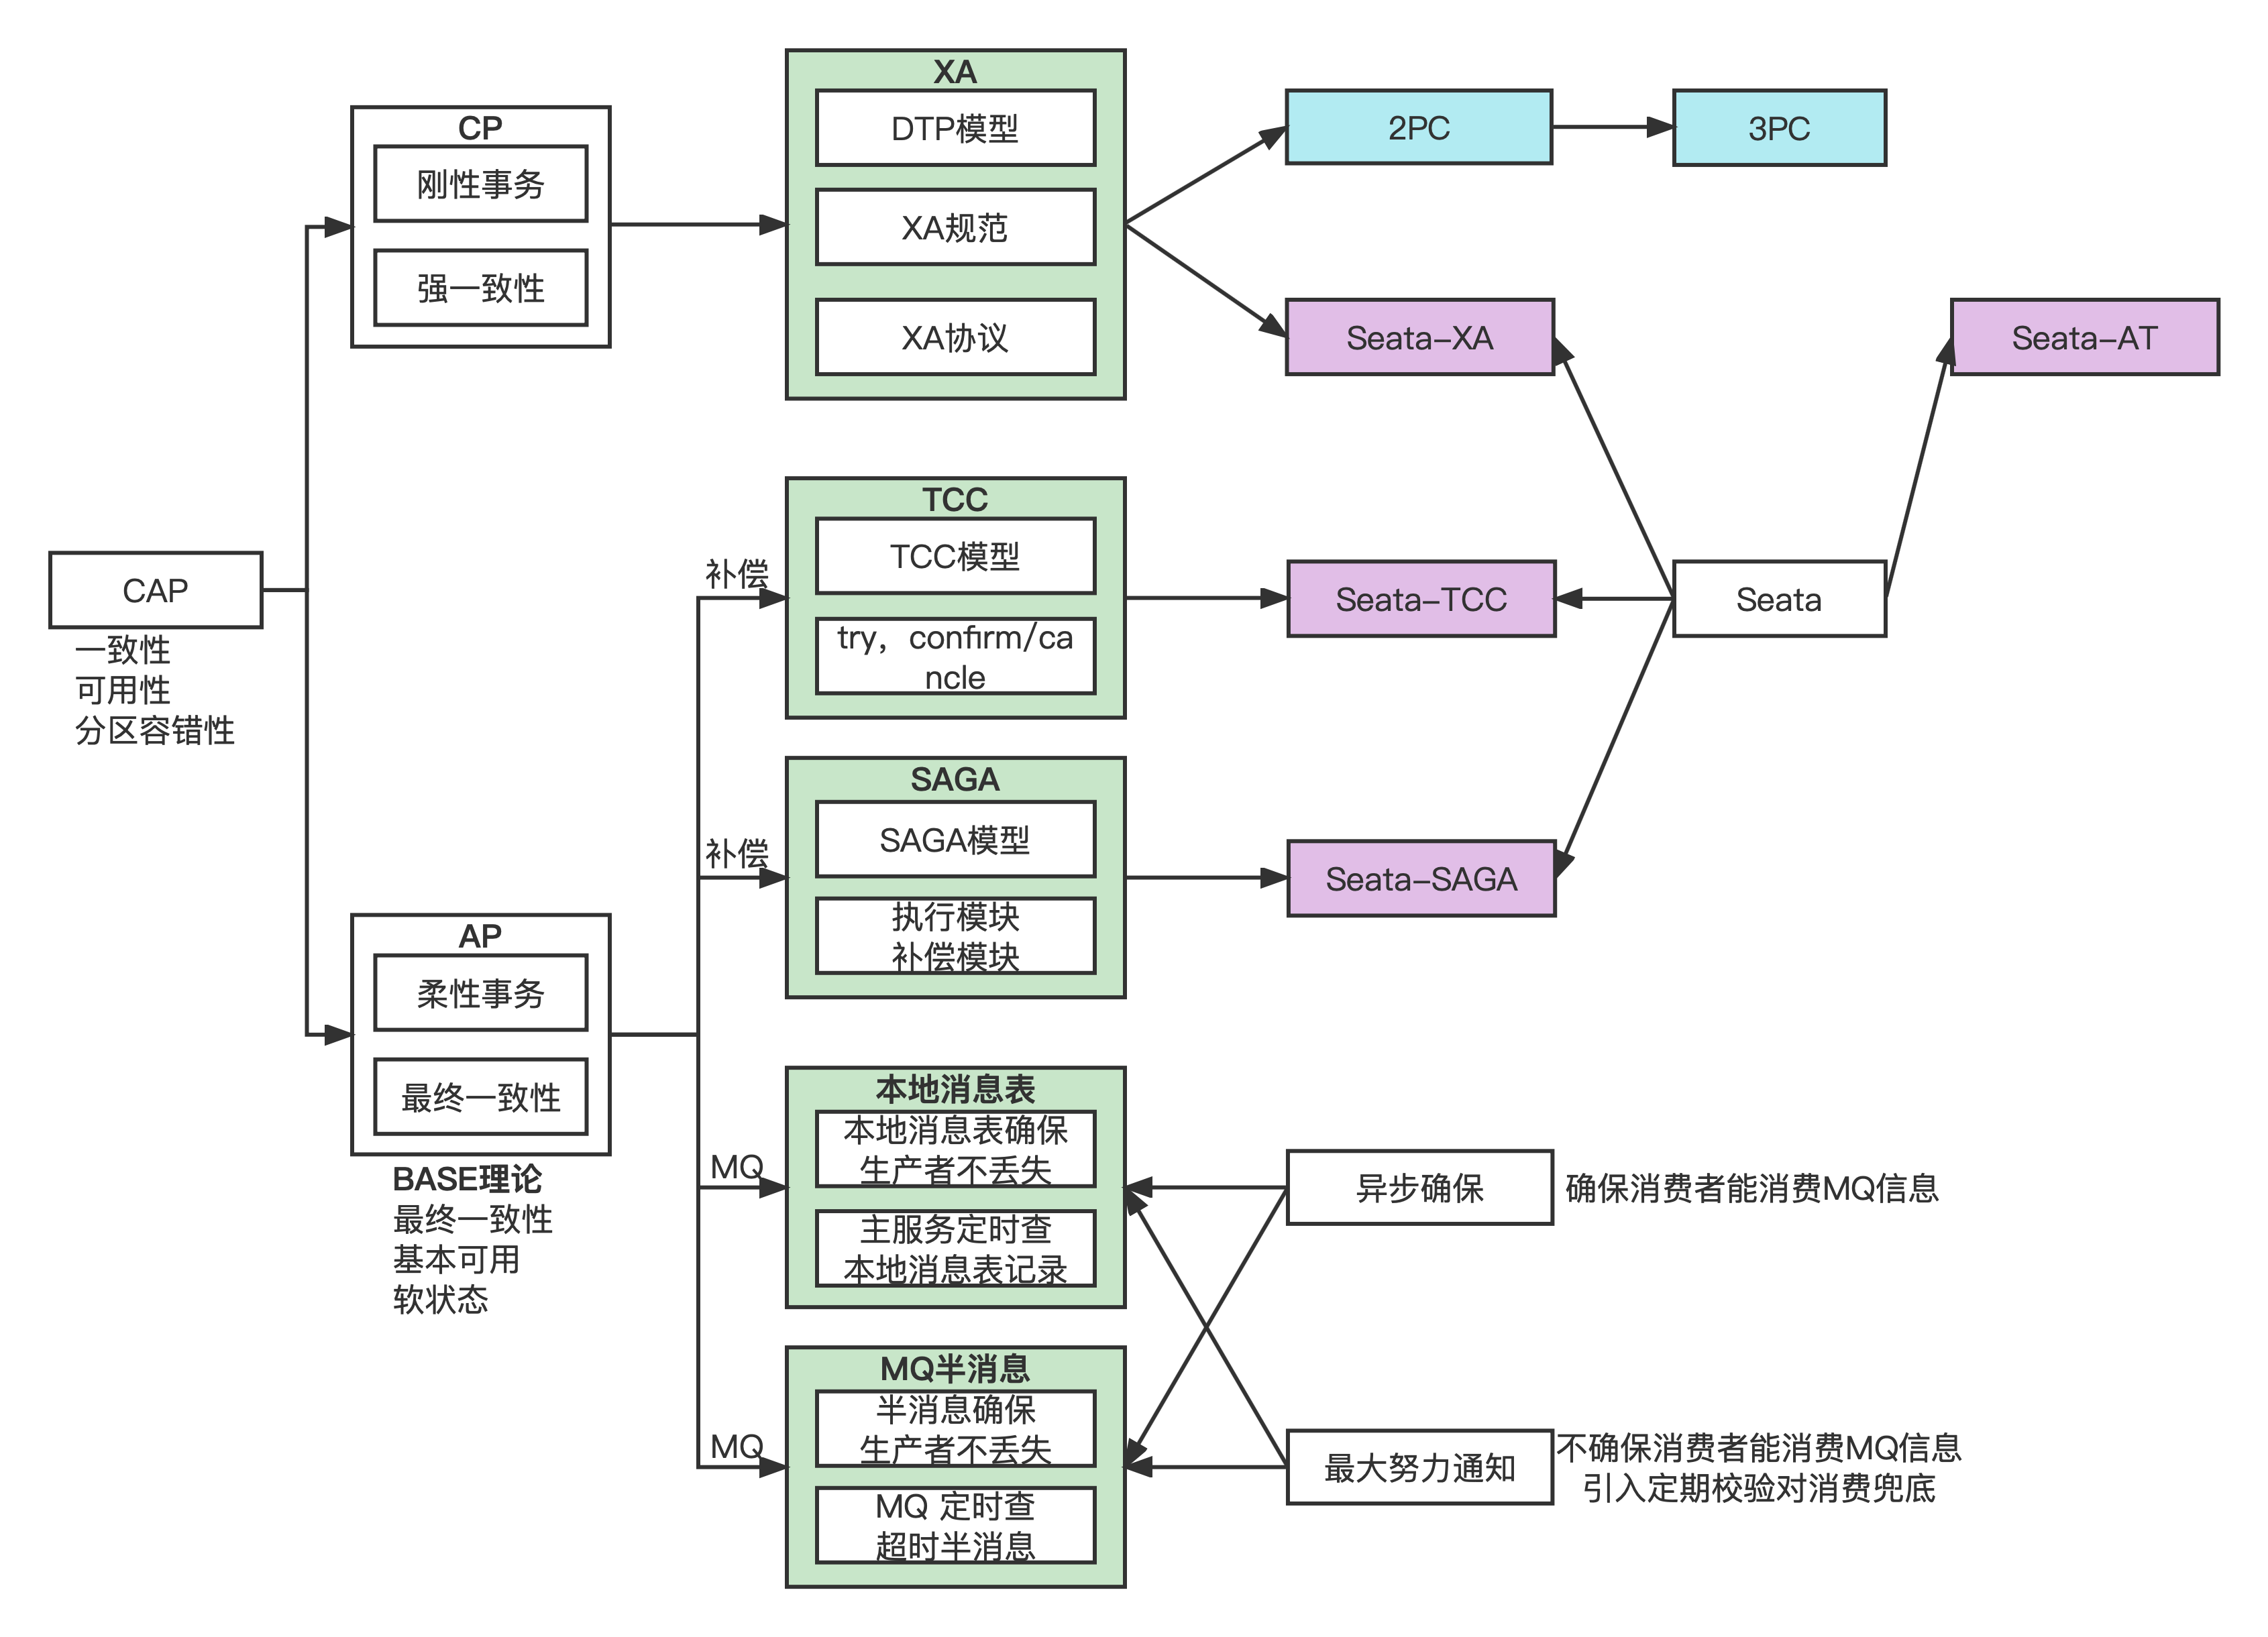 CAP
一致性
可用性
分区容错性
CP
刚性事务
强一致性
AP
柔性事务
最终一致性
BASE理论
最终一致性
基本可用
软状态
XA
DTP模型
XA规范
XA协议
2PC
3PC
Seata-XA
Seata-AT
补偿
TCC
TCC模型
try，confirm/ca
ncle
Seata-TCC
Seata
补偿
SAGA
SAGA模型
执行模块
补偿模块
Seata-SAGA
MQ
本地消息表
本地消息表确保
生产者不丢失
主服务定时查
本地消息表记录
异步确保
确保消费者能消费MQ信息
MQ
MQ半消息
半消息确保
生产者不丢失
MQ 定时查
超时半消息
最大努力通知
不确保消费者能消费MQ信息
引入定期校验对消费兜底